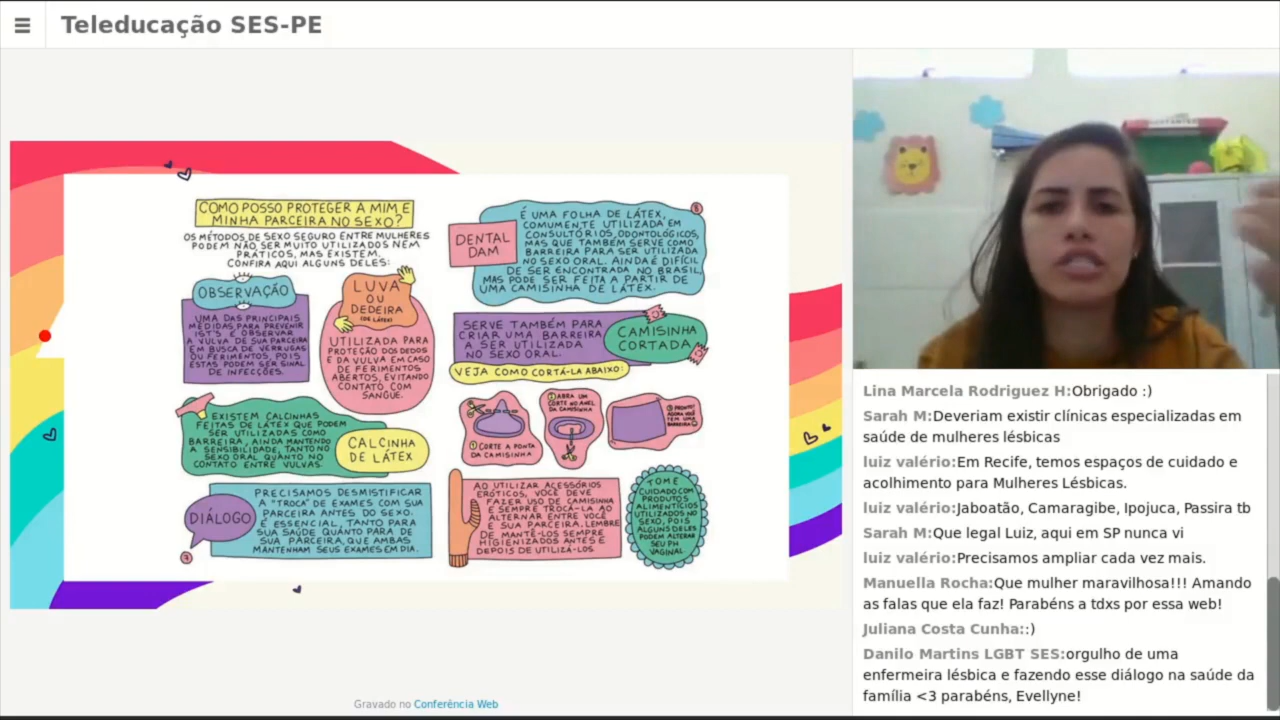 Teleducação SES-PE
COMO POSSO PROTEGER A MIM E
MINHA PARCEIRA NO SEXO?
OS MÉTODOS DE SEXO SEGURO ENTRE MULHERES
PODEM NÃO SER MUITO UTILIZADOS NEM
PRÁTICOS, MAS EXISTEM.
CONFIRA AQUI ALGUNS DELES:
OBSERVAÇÃO
UMA DAS PRINCIPAIS
MEDIDAS PARA PREVENIR
IST'S É OBSERVAR
A VULVA DE SUA PARCEIRA
EM BUSCA DE VERRUGAS
OU FERIMENTOS, POIS
ESTAS PODEM SER SINAL
DE INFECÇÕES.
LUVA
OU
DEDEIRA
(DE LÁTEX)
UTILIZADA PARA
PROTEÇÃO DOS DEDOS
E DA VULVA EM CASO
DE FERIMENTOS
ABERTOS, EVITANDO
CONTATO COM
SANGUE.
EXISTEM CALCINHAS
FEITAS DE LÁTEX QUE PODEM
SER UTILIZADAS COMO
BARREIRA, AINDA MANTENDO
A SENSIBILIDADE, TANTO NO
SEXO ORAL QUANTO NO
CONTATO ENTRE VULVAS.
CALCINHA
DE LÁTEX
DIÁLOGO
PRECISAMOS DESMISTIFICAR
A "TROCA" DE EXAMES COM SUA
PARCEIRA ANTES DO SEXO.
É ESSENCIAL, TANTO PARA
SUA SAÚDE QUANTO PARA DE
SUA PARCEIRA, QUE AMBAS
MANTENHAM SEUS EXAMES EM DIA.
7
8
DENTAL
DAM
É UMA FOLHA DE LÁTEX,
COMUMENTE UTILIZADA EM
CONSULTÓRIOS ODONTOLÓGICOS,
MAS QUE TAMBÉM SERVE COMO
BARREIRA PARA SER UTILIZADA
NO SEXO ORAL. AINDA É DIFÍCIL
DE SER ENCONTRADA NO BRASIL,
MAS PODE SER FEITA A PARTIR DE
UMA CAMISINHA DE LÁTEX.
SERVE TAMBÉM PARA
CRIAR UMA BARREIRA
A SER UTILIZADA
NO SEXO ORAL.
CAMISINHA
CORTADA
VEJA COMO CORTÁ-LA ABAIXO:
① CORTE A PONTA
DA CAMISINHA
② ABRA UM
CORTE NO ANEL
DA CAMISINHA
③ PRONTO!
AGORA VOCÊ
TEM UMA
BARREIRA
AO UTILIZAR ACESSÓRIOS
ERÓTICOS, VOCÊ DEVE
FAZER USO DE CAMISINHA
E SEMPRE TROCÁ-LA AO
ALTERNAR ENTRE VOCÊ
E SUA PARCEIRA. LEMBRE
DE MANTÊ-LOS SEMPRE
HIGIENIZADOS ANTES E
DEPOIS DE UTILIZÁ-LOS
TOME
CUIDADO COM
PRODUTOS
ALIMENTÍCIOS
UTILIZADOS NO
SEXO, POIS
ALGUNS DELES
PODEM ALTERAR
SEU PH
VAGINAL
Gravado no Conferência Web
Lina Marcela Rodriguez H:Obrigado :)
Sarah M:Deveriam existir clínicas especializadas em
saúde de mulheres lésbicas
luiz valério:Em Recife, temos espaços de cuidado e
acolhimento para Mulheres Lésbicas.
luiz valério:Jaboatão, Camaragibe, Ipojuca, Passira tb
Sarah M:Que legal Luiz, aqui em SP nunca vi
luiz valério:Precisamos ampliar cada vez mais.
Manuella Rocha:Que mulher maravilhosa!!! Amando
as falas que ela faz! Parabéns a tdxs por essa web!
Juliana Costa Cunha::)
Danilo Martins LGBT SES:orgulho de uma
enfermeira lésbica e fazendo esse diálogo na saúde da
família <3 parabéns, Evellyne!